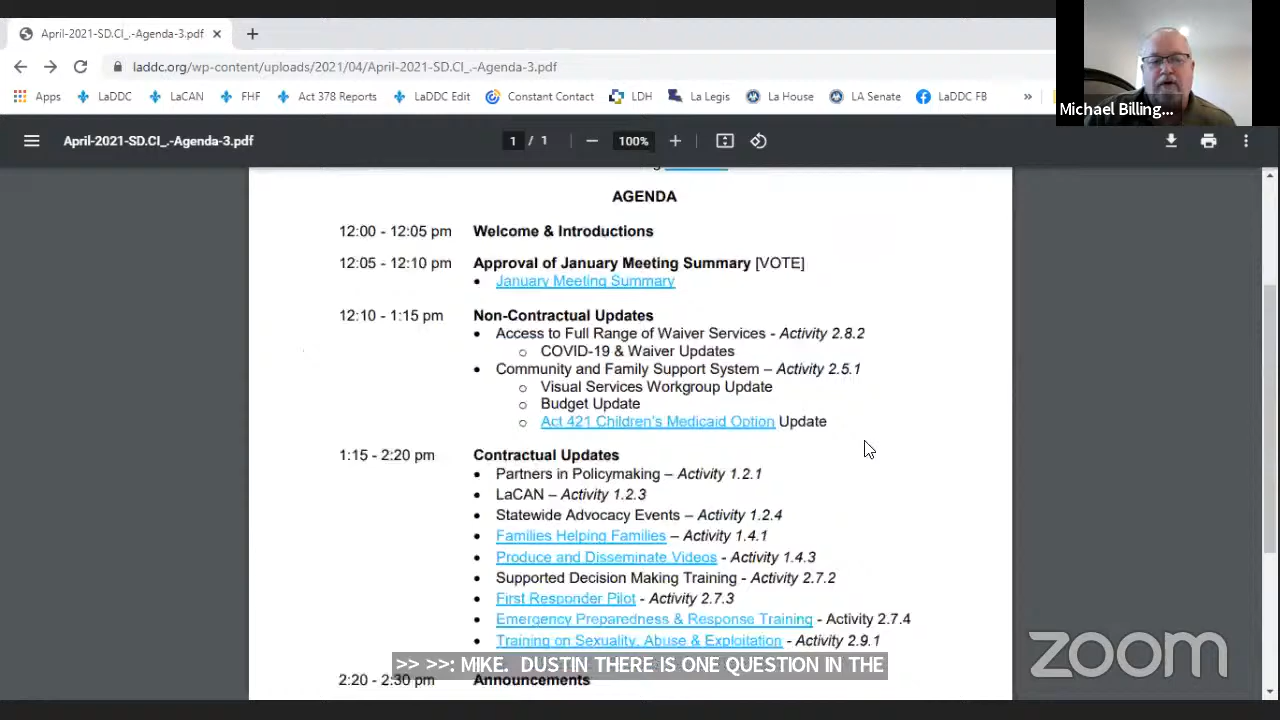 April-2021-SD.CI_.-Agenda-3.pdf
laddc.org/wp-content/uploads/2021/04/April-2021-SD.CI_.-Agenda-3.pdf
Apps LaDDC LaCAN FHF Act 378 Reports LaDDC Edit Constant Contact LDH La Legis La House LA Senate LaDDC FB »
Michael Billing...
April-2021-SD.CI_.-Agenda-3.pdf 1 / 1 100%
AGENDA
12:00 - 12:05 pm Welcome & Introductions
12:05 - 12:10 pm Approval of January Meeting Summary [VOTE]
• January Meeting Summary
12:10 - 1:15 pm Non-Contractual Updates
• Access to Full Range of Waiver Services - Activity 2.8.2
o COVID-19 & Waiver Updates
• Community and Family Support System – Activity 2.5.1
o Visual Services Workgroup Update
o Budget Update
o Act 421 Children's Medicaid Option Update
1:15 - 2:20 pm Contractual Updates
• Partners in Policymaking – Activity 1.2.1
• LaCAN – Activity 1.2.3
• Statewide Advocacy Events – Activity 1.2.4
• Families Helping Families – Activity 1.4.1
• Produce and Disseminate Videos - Activity 1.4.3
• Supported Decision Making Training - Activity 2.7.2
• First Responder Pilot - Activity 2.7.3
• Emergency Preparedness & Response Training - Activity 2.7.4
• Training on Sexuality, Abuse & Exploitation - Activity 2.9.1
>> >>: MIKE. DUSTIN THERE IS ONE QUESTION IN THE
2:20 - 2:30 pm Announcements
zoom